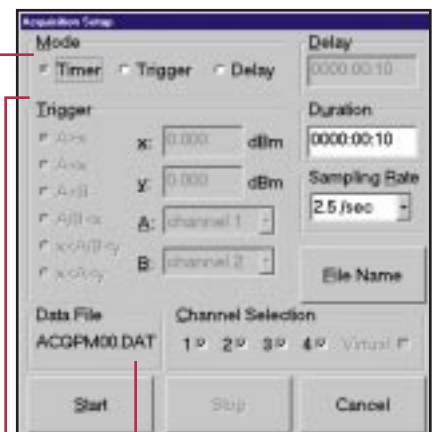 Acquisition Setup
Mode
Timer Trigger Delay
Delay
0000:00:10
Trigger
A>x
x: 0.000 dBm
A<x
y: 0.000 dBm
A>B
A: channel 1
A/B<x
B: channel 2
x<A/B<y
x<A<y
Duration
0000:00:10
Sampling Rate
2.5 /sec
File Name
Data File
ACQPM00.DAT
Channel Selection
1 2 3 4 Virtual
Start Stop Cancel